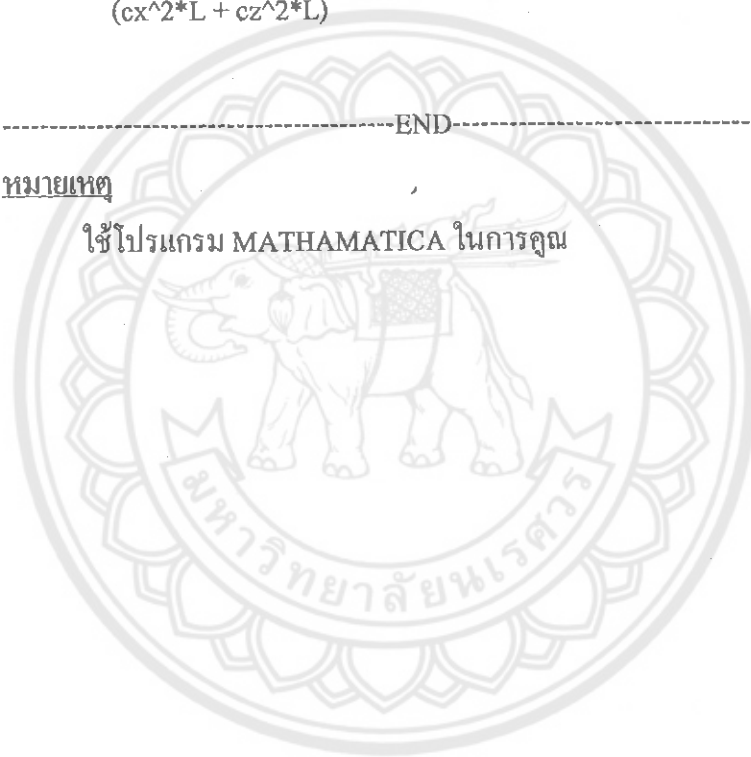 (cx^2*L + cz^2*L)
----------------------------------------END--------------------------------
หมายเหตุ
ใช้โปรแกรม MATHAMATICA ในการคูณ
มหาวิทยาลัยนเรศวร